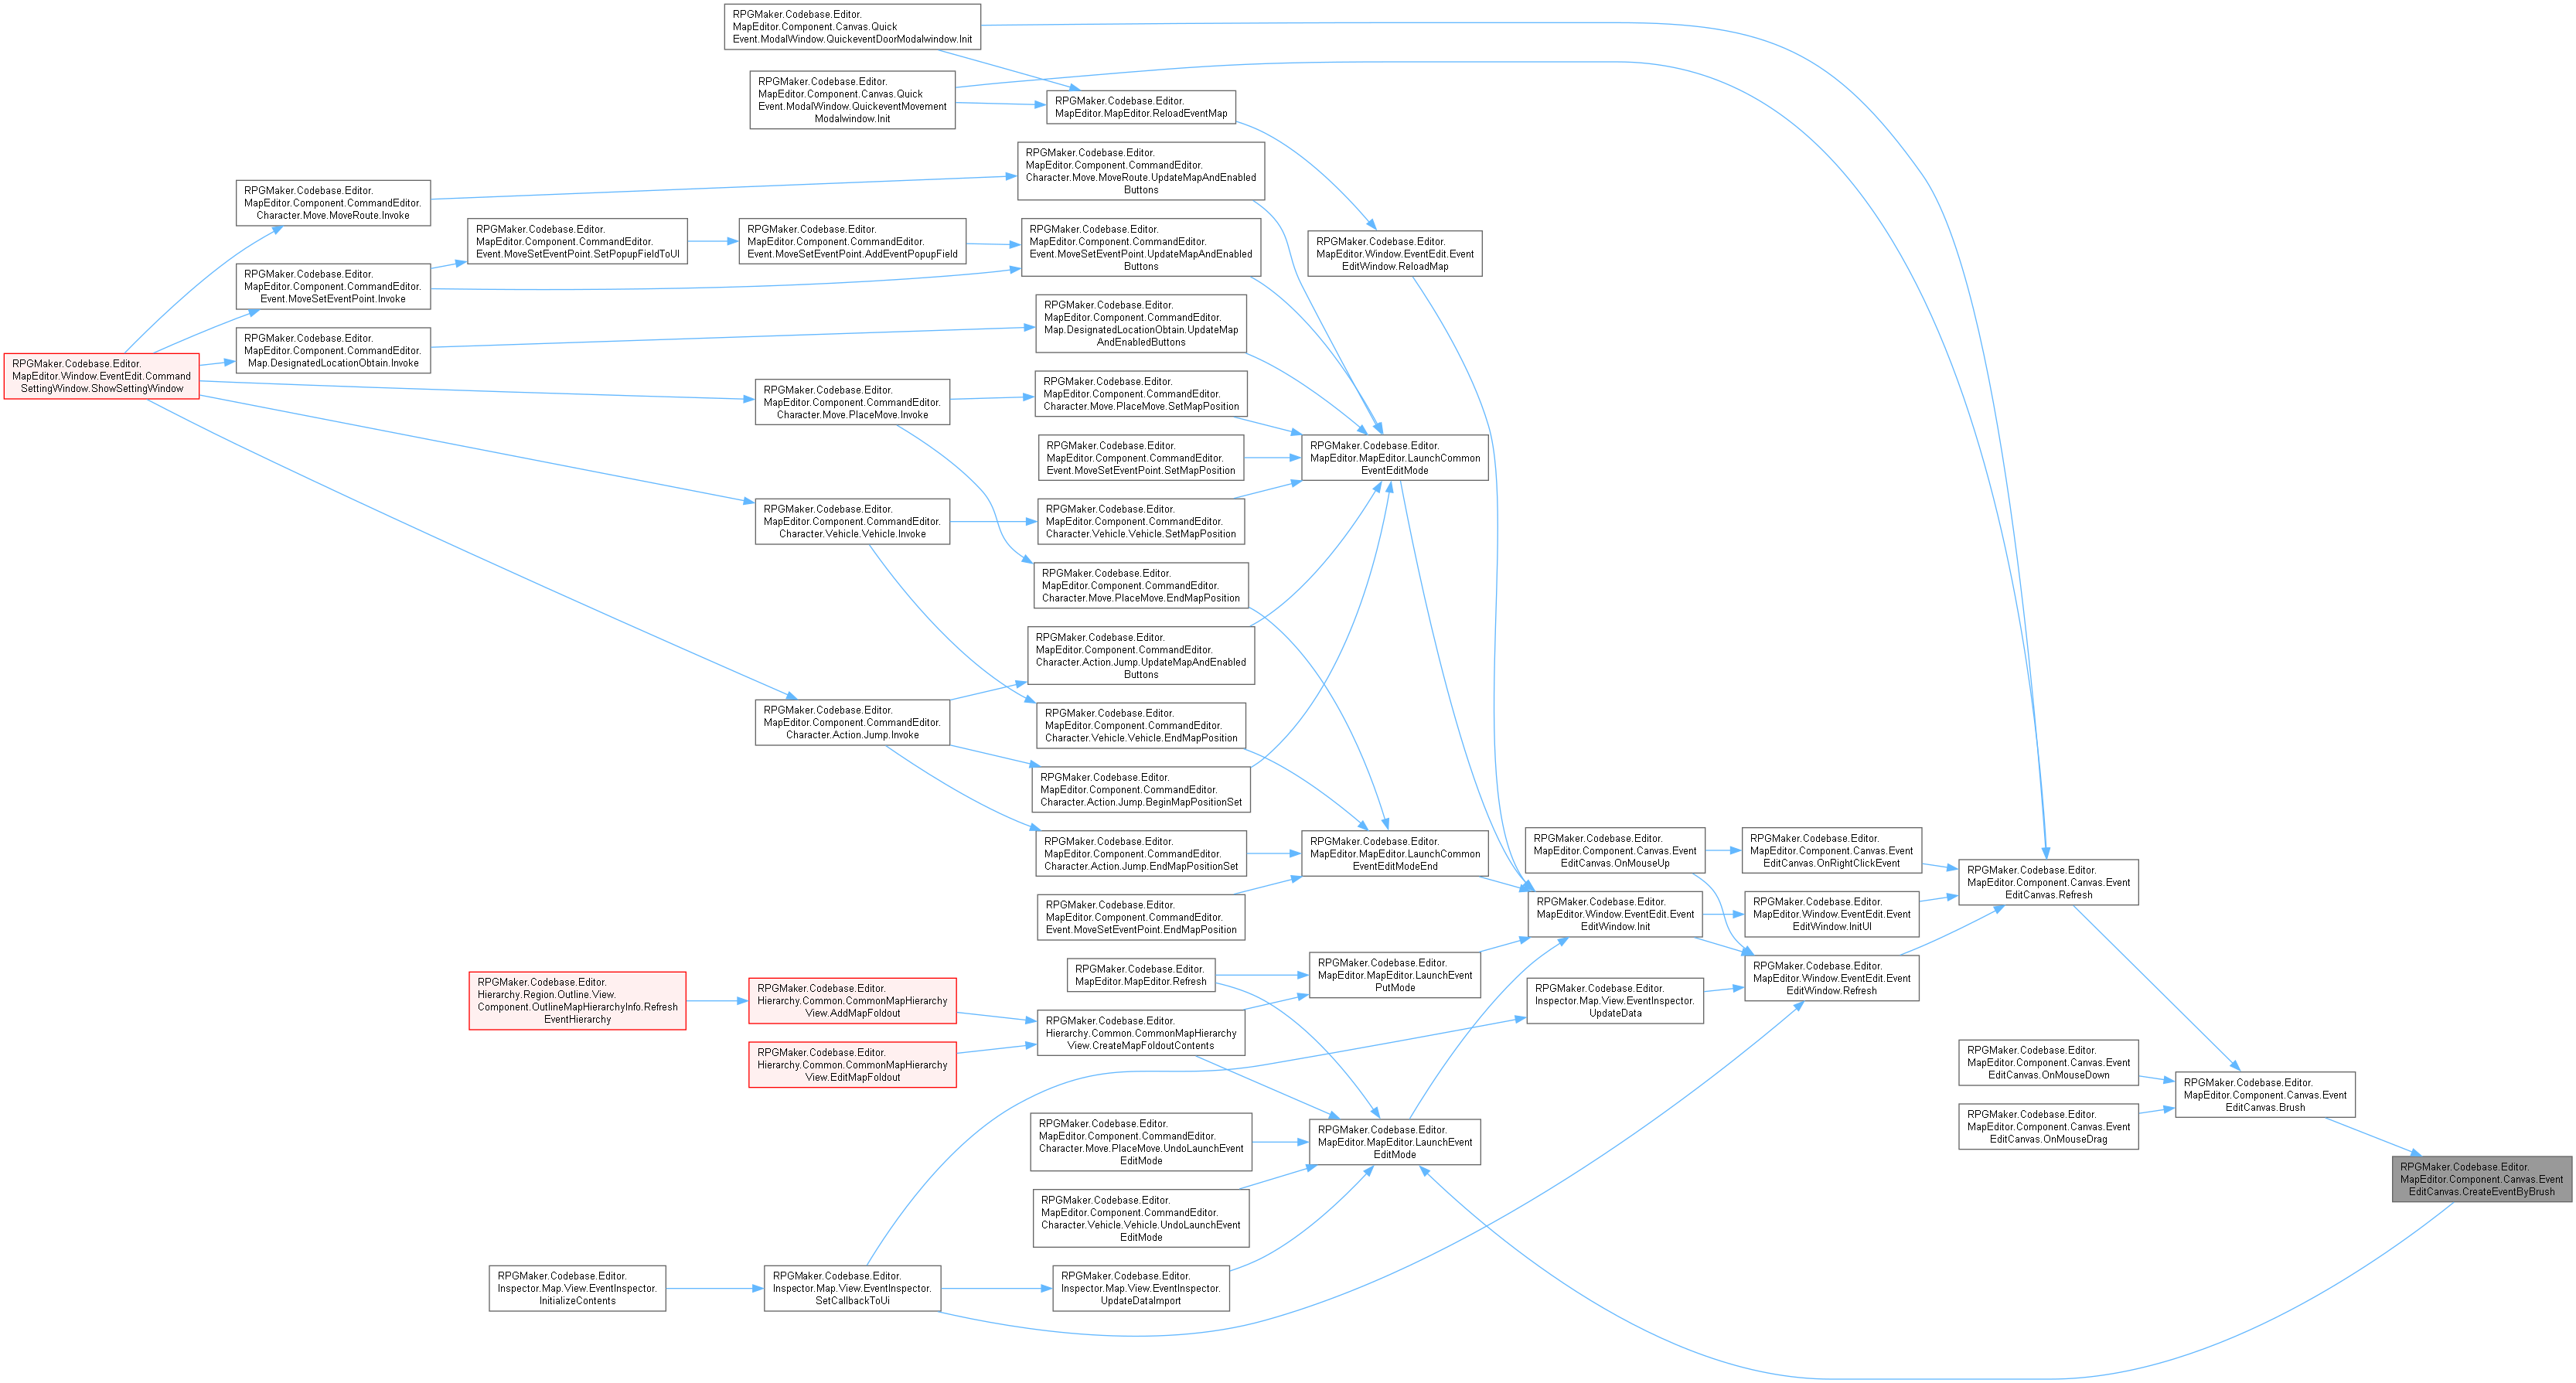 RPGMaker.Codebase.Editor.
MapEditor.Component.Canvas.Quick
Event.ModalWindow.QuickeventDoorModalwindow.Init
RPGMaker.Codebase.Editor.
MapEditor.Component.Canvas.Quick
Event.ModalWindow.QuickeventMovement
Modalwindow.Init
RPGMaker.Codebase.Editor.
MapEditor.MapEditor.ReloadEventMap
RPGMaker.Codebase.Editor.
MapEditor.Component.CommandEditor.
Character.Move.MoveRoute.UpdateMapAndEnabled
Buttons
RPGMaker.Codebase.Editor.
MapEditor.Component.CommandEditor.
Character.Move.MoveRoute.Invoke
RPGMaker.Codebase.Editor.
MapEditor.Component.CommandEditor.
Event.MoveSetEventPoint.SetPopupFieldToUI
RPGMaker.Codebase.Editor.
MapEditor.Component.CommandEditor.
Event.MoveSetEventPoint.AddEventPopupField
RPGMaker.Codebase.Editor.
MapEditor.Component.CommandEditor.
Event.MoveSetEventPoint.UpdateMapAndEnabled
Buttons
RPGMaker.Codebase.Editor.
MapEditor.Window.EventEdit.Event
EditWindow.ReloadMap
RPGMaker.Codebase.Editor.
MapEditor.Component.CommandEditor.
Event.MoveSetEventPoint.Invoke
RPGMaker.Codebase.Editor.
MapEditor.Component.CommandEditor.
Map.DesignatedLocationObtain.UpdateMap
AndEnabledButtons
RPGMaker.Codebase.Editor.
MapEditor.Component.CommandEditor.
Map.DesignatedLocationObtain.Invoke
RPGMaker.Codebase.Editor.
MapEditor.Window.EventEdit.Command
SettingWindow.ShowSettingWindow
RPGMaker.Codebase.Editor.
MapEditor.Component.CommandEditor.
Character.Move.PlaceMove.Invoke
RPGMaker.Codebase.Editor.
MapEditor.Component.CommandEditor.
Character.Move.PlaceMove.SetMapPosition
RPGMaker.Codebase.Editor.
MapEditor.Component.CommandEditor.
Event.MoveSetEventPoint.SetMapPosition
RPGMaker.Codebase.Editor.
MapEditor.MapEditor.LaunchCommon
EventEditMode
RPGMaker.Codebase.Editor.
MapEditor.Component.CommandEditor.
Character.Vehicle.Vehicle.Invoke
RPGMaker.Codebase.Editor.
MapEditor.Component.CommandEditor.
Character.Vehicle.Vehicle.SetMapPosition
RPGMaker.Codebase.Editor.
MapEditor.Component.CommandEditor.
Character.Move.PlaceMove.EndMapPosition
RPGMaker.Codebase.Editor.
MapEditor.Component.CommandEditor.
Character.Action.Jump.UpdateMapAndEnabled
Buttons
RPGMaker.Codebase.Editor.
MapEditor.Component.CommandEditor.
Character.Action.Jump.Invoke
RPGMaker.Codebase.Editor.
MapEditor.Component.CommandEditor.
Character.Vehicle.Vehicle.EndMapPosition
RPGMaker.Codebase.Editor.
MapEditor.Component.CommandEditor.
Character.Action.Jump.BeginMapPositionSet
RPGMaker.Codebase.Editor.
MapEditor.Component.CommandEditor.
Character.Action.Jump.EndMapPositionSet
RPGMaker.Codebase.Editor.
MapEditor.MapEditor.LaunchCommon
EventEditModeEnd
RPGMaker.Codebase.Editor.
MapEditor.Component.Canvas.Event
EditCanvas.OnMouseUp
RPGMaker.Codebase.Editor.
MapEditor.Component.Canvas.Event
EditCanvas.OnRightClickEvent
RPGMaker.Codebase.Editor.
MapEditor.Component.Canvas.Event
EditCanvas.Refresh
RPGMaker.Codebase.Editor.
MapEditor.Component.CommandEditor.
Event.MoveSetEventPoint.EndMapPosition
RPGMaker.Codebase.Editor.
MapEditor.Window.EventEdit.Event
EditWindow.Init
RPGMaker.Codebase.Editor.
MapEditor.Window.EventEdit.Event
EditWindow.InitUI
RPGMaker.Codebase.Editor.
MapEditor.MapEditor.Refresh
RPGMaker.Codebase.Editor.
MapEditor.MapEditor.LaunchEvent
PutMode
RPGMaker.Codebase.Editor.
MapEditor.Window.EventEdit.Event
EditWindow.Refresh
RPGMaker.Codebase.Editor.
Hierarchy.Region.Outline.View.
Component.OutlineMapHierarchyInfo.Refresh
EventHierarchy
RPGMaker.Codebase.Editor.
Hierarchy.Common.CommonMapHierarchy
View.AddMapFoldout
RPGMaker.Codebase.Editor.
Inspector.Map.View.EventInspector.
UpdateData
RPGMaker.Codebase.Editor.
Hierarchy.Common.CommonMapHierarchy
View.CreateMapFoldoutContents
RPGMaker.Codebase.Editor.
Hierarchy.Common.CommonMapHierarchy
View.EditMapFoldout
RPGMaker.Codebase.Editor.
MapEditor.Component.Canvas.Event
EditCanvas.OnMouseDown
RPGMaker.Codebase.Editor.
MapEditor.Component.Canvas.Event
EditCanvas.Brush
RPGMaker.Codebase.Editor.
MapEditor.Component.Canvas.Event
EditCanvas.OnMouseDrag
RPGMaker.Codebase.Editor.
MapEditor.Component.CommandEditor.
Character.Move.PlaceMove.UndoLaunchEvent
EditMode
RPGMaker.Codebase.Editor.
MapEditor.MapEditor.LaunchEvent
EditMode
RPGMaker.Codebase.Editor.
MapEditor.Component.Canvas.Event
EditCanvas.CreateEventByBrush
RPGMaker.Codebase.Editor.
MapEditor.Component.CommandEditor.
Character.Vehicle.Vehicle.UndoLaunchEvent
EditMode
RPGMaker.Codebase.Editor.
Inspector.Map.View.EventInspector.
InitializeContents
RPGMaker.Codebase.Editor.
Inspector.Map.View.EventInspector.
SetCallbackToUi
RPGMaker.Codebase.Editor.
Inspector.Map.View.EventInspector.
UpdateDataImport